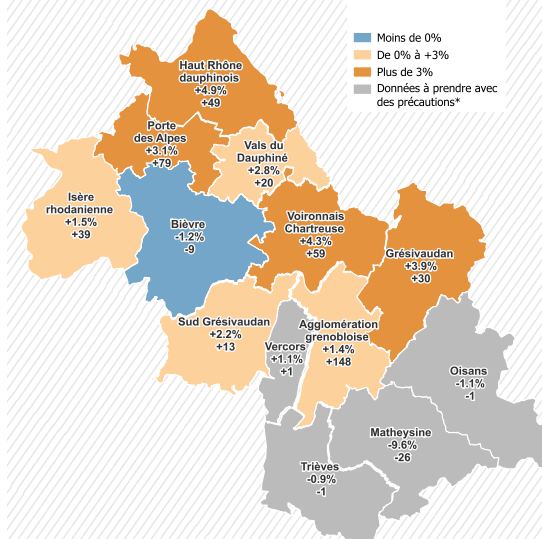 Moins de 0%
De 0% à +3%
Plus de 3%
Données à prendre avec
des précautions*
Haut Rhône
dauphinois
+4.9%
+49
Porte
des Alpes
+3.1%
+79
Vals du
Dauphiné
+2.8%
+20
Isère
rhodanienne
+1.5%
+39
Bièvre
-1.2%
-9
Voironnais
Chartreuse
+4.3%
+59
Grésivaudan
+3.9%
+30
Sud Grésivaudan
+2.2%
+13
Vercors
+1.1%
+1
Agglomération
grenobloise
+1.4%
+148
Oisans
-1.1%
-1
Matheysine
-9.6%
-26
Trièves
-0.9%
-1